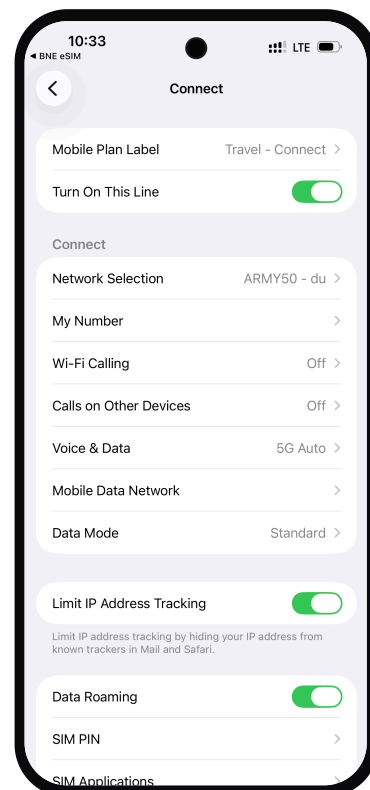 10:33
LTE
◀ BNE eSIM
Connect
Mobile Plan Label Travel - Connect
Turn On This Line
Connect
Network Selection ARMY50 - du
My Number
Wi-Fi Calling Off
Calls on Other Devices Off
Voice & Data 5G Auto
Mobile Data Network
Data Mode Standard
Limit IP Address Tracking
Limit IP address tracking by hiding your IP address from
known trackers in Mail and Safari.
Data Roaming
SIM PIN
SIM Applications